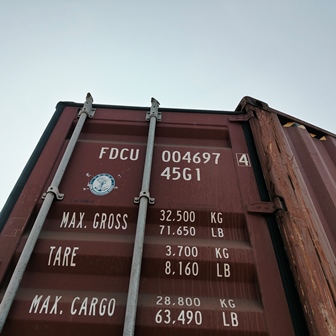 FDCU 004697 4
45G1
MAX. GROSS 32.500 KG
71.650 LB
TARE 3.700 KG
8.160 LB
MAX. CARGO 28.800 KG
63,490 LB